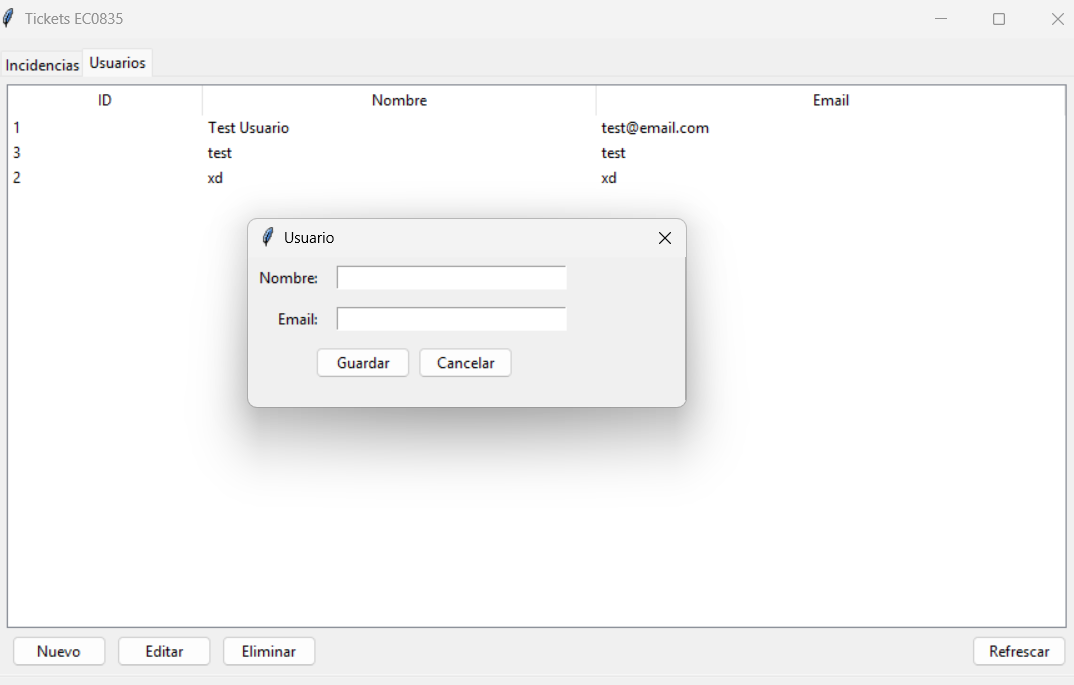 Tickets EC0835
Incidencias Usuarios
ID Nombre Email
1 Test Usuario test@email.com
3 test test
2 xd xd
Usuario
Nombre:
Email:
Guardar Cancelar
Nuevo Editar Eliminar Refrescar